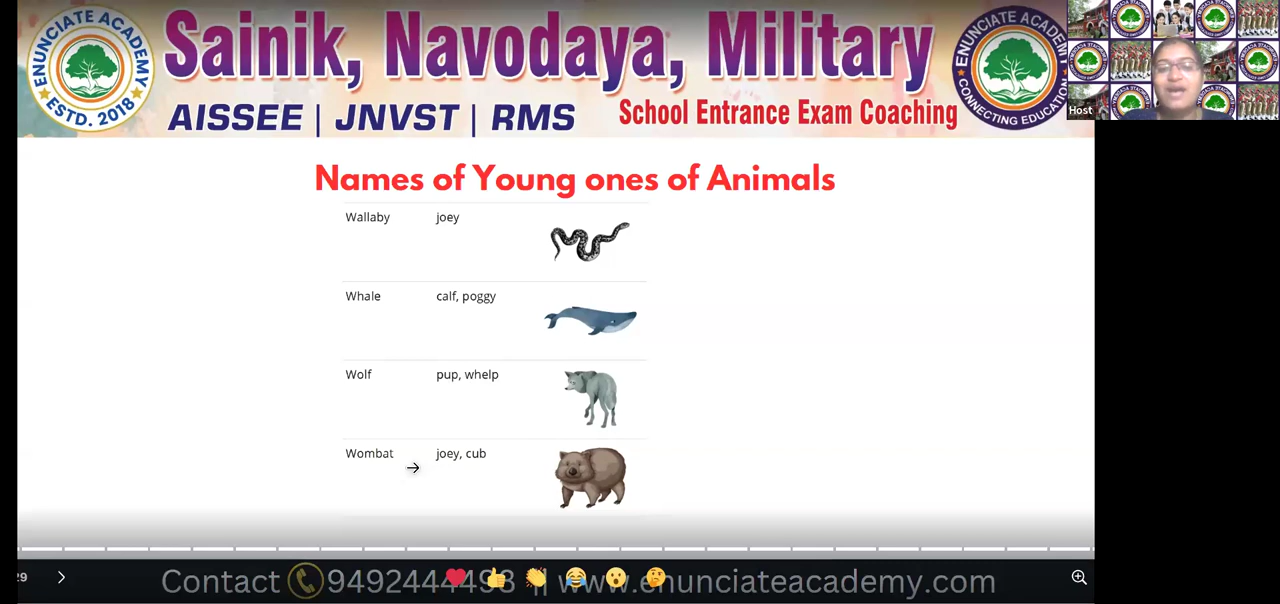 ENUNCIATE ACADEMY
ESTD. 2018
Sainik, Navodaya, Military
AISSEE | JNVST | RMS
School Entrance Exam Coaching
ENUNCIATE ACADEMY
CONNECTING EDUCATION
Host
Names of Young ones of Animals
Wallaby joey
Whale calf, poggy
Wolf pup, whelp
Wombat joey, cub
29
Contact 9492444493 || www.enunciateacademy.com